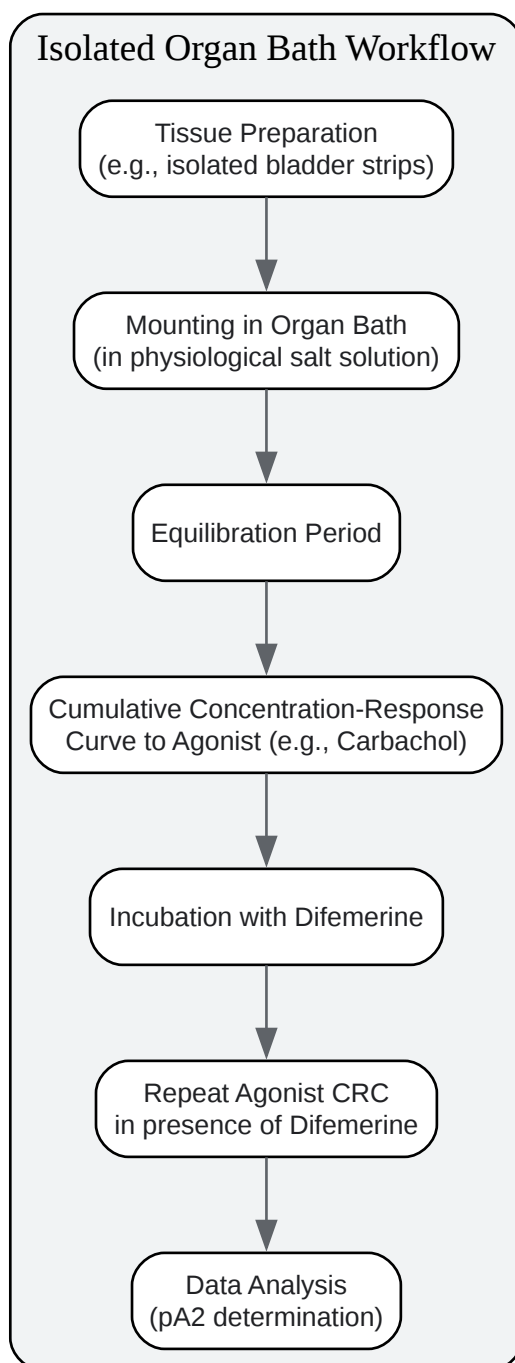 Isolated Organ Bath Workflow
Tissue Preparation
(e.g., isolated bladder strips)
Mounting in Organ Bath
(in physiological salt solution)
Equilibration Period
Cumulative Concentration-Response
Curve to Agonist (e.g., Carbachol)
Incubation with Difemerine
Repeat Agonist CRC
in presence of Difemerine
Data Analysis
(pA2 determination)